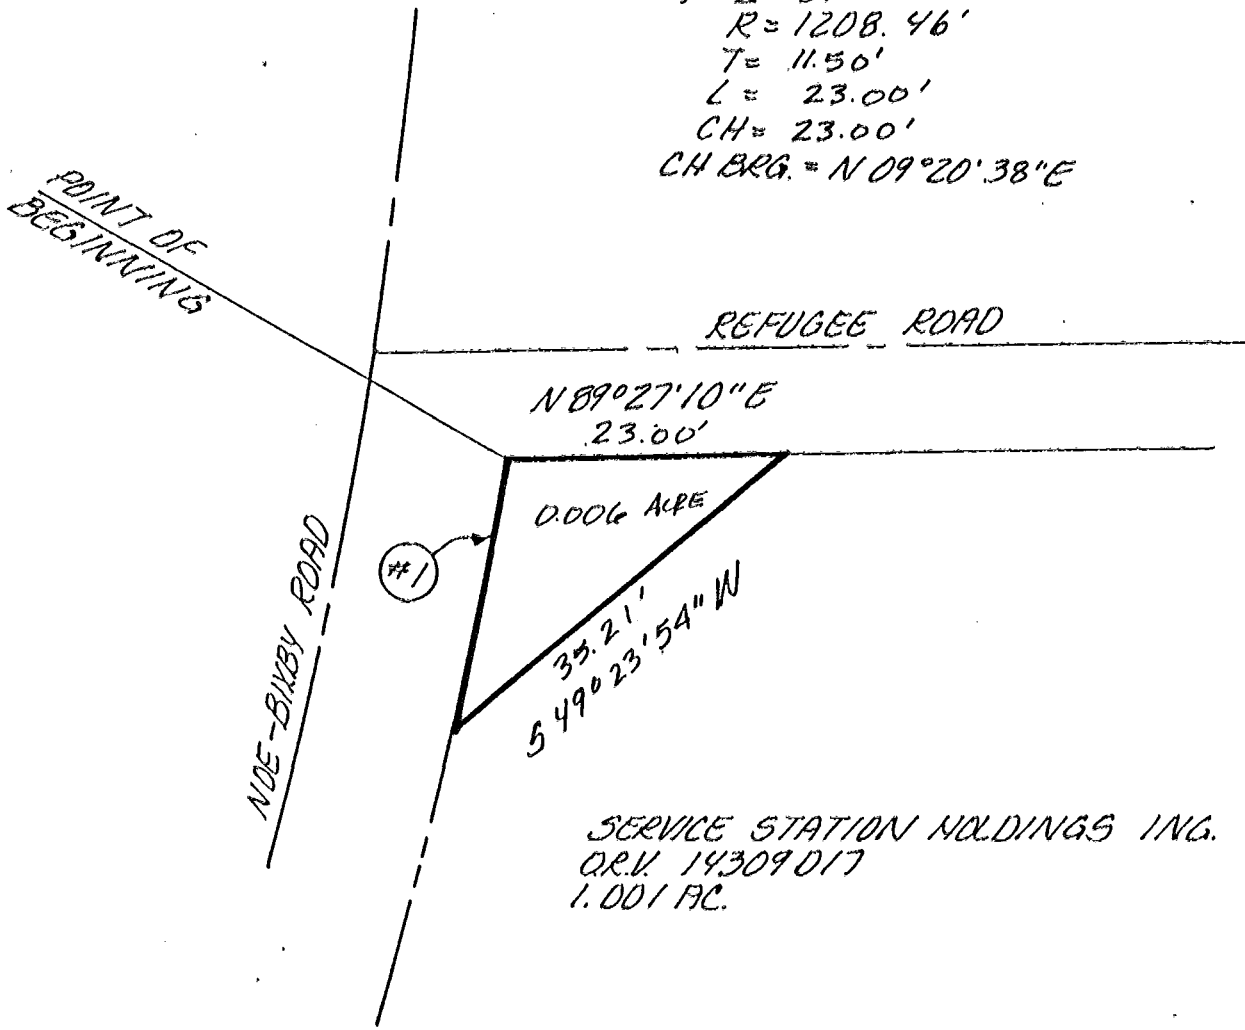 R = 1208.46'
T = 11.50'
L = 23.00'
CH = 23.00'
CH BRG. = N 09°20'38"E
POINT OF
BEGINNING
REFUGEE ROAD
N 89°27'10"E
23.00'
0.006 ACRE
#1
35.21'
S 49°23'54" W
NOE-BIXBY ROAD
SERVICE STATION HOLDINGS INC.
O.R.V. 14309 D17
1.001 AC.